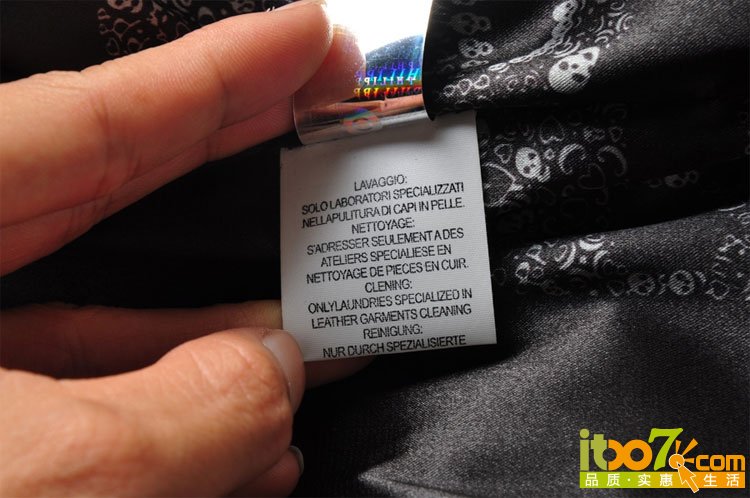 LAVAGGIO:
SOLO LABORATORI SPECIALIZZATI
NELLAPULITURA DI CAPI IN PELLE.
NETTOYAGE:
S'ADRESSER SEULEMENT A DES
ATELIERS SPECIALIESE EN
NETTOYAGE DE PIECES EN CUIR.
CLENING:
ONLYLAUNDRIES SPECIALIZED IN
LEATHER GARMENTS CLEANING
REINIGUNG:
NUR DURCH SPEZIALISIERTE
itbo7.com
品质·实惠·生活